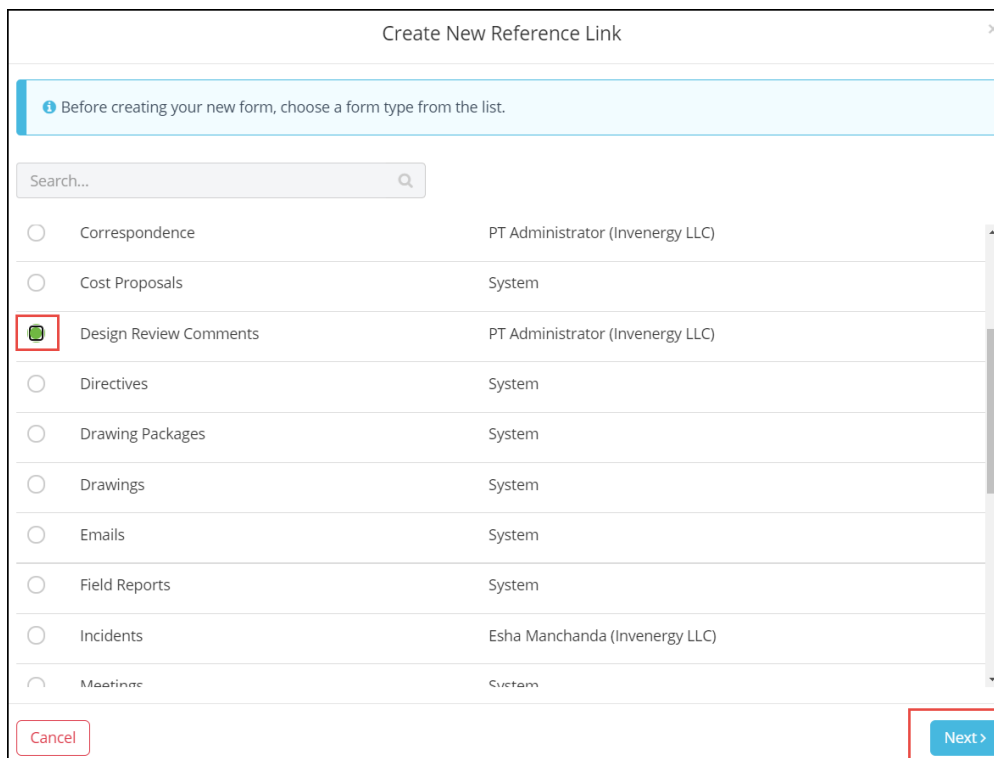 Create New Reference Link
Before creating your new form, choose a form type from the list.
Search...
Correspondence PT Administrator (Invenergy LLC)
Cost Proposals System
Design Review Comments PT Administrator (Invenergy LLC)
Directives System
Drawing Packages System
Drawings System
Emails System
Field Reports System
Incidents Esha Manchanda (Invenergy LLC)
Meetings System
Cancel Next